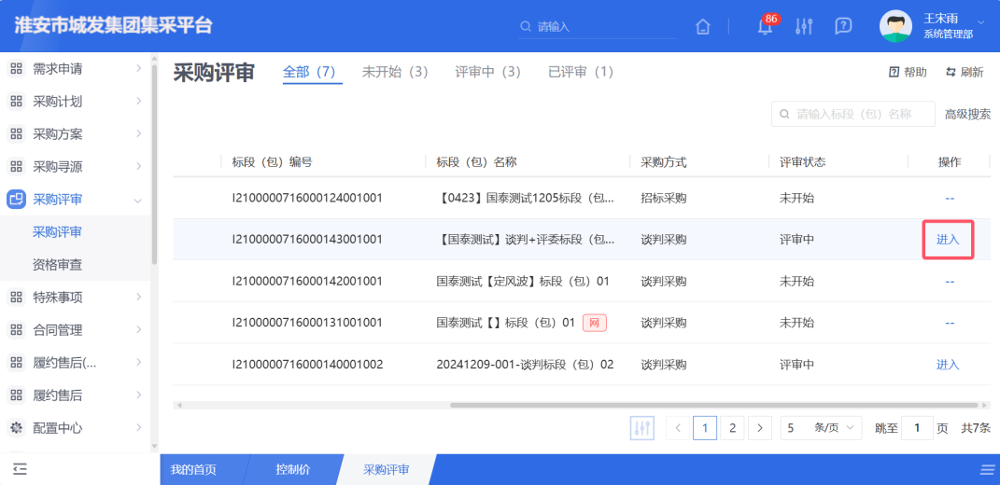 淮安市城发集团集采平台
请输入
86
王宋雨
系统管理部
需求申请
采购计划
采购方案
采购寻源
采购评审
采购评审
资格审查
特殊事项
合同管理
履约售后(...
履约售后
配置中心
采购评审 全部（7） 未开始（3） 评审中（3） 已评审（1）
帮助 刷新
请输入标段（包）名称 高级搜索
标段（包）编号 标段（包）名称 采购方式 评审状态 操作
I2100000716000124001001 【0423】国泰测试1205标段（包... 招标采购 未开始 --
I2100000716000143001001 【国泰测试】谈判+评委标段（包... 谈判采购 评审中 进入
I2100000716000142001001 国泰测试【定风波】标段（包）01 谈判采购 未开始 --
I2100000716000131001001 国泰测试【】标段（包）01 网 谈判采购 未开始 --
I2100000716000140001002 20241209-001-谈判标段（包）02 谈判采购 评审中 进入
1 2 5 条/页 跳至 1 页 共7条
我的首页 控制价 采购评审